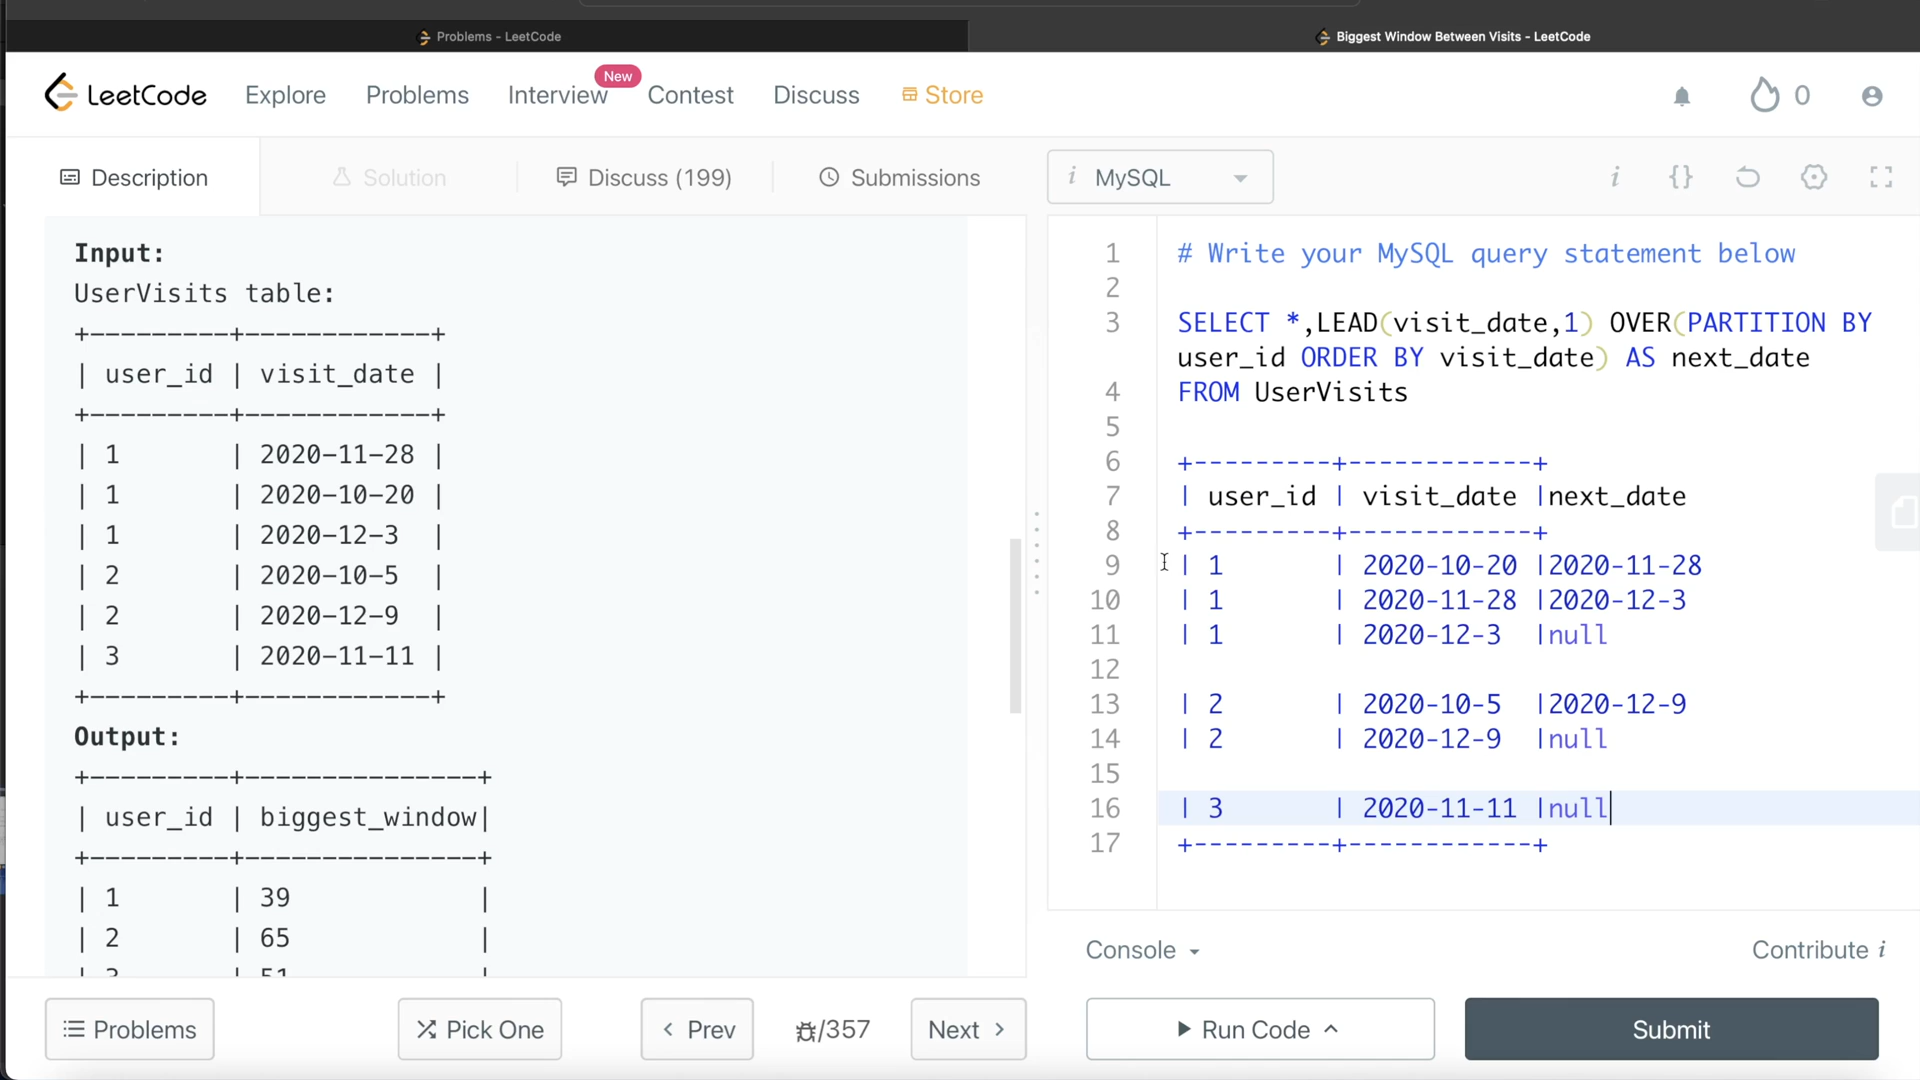 Problems - LeetCode
Biggest Window Between Visits - LeetCode
LeetCode
Explore
Problems
Interview
New
Contest
Discuss
Store
0
Description
Solution
Discuss (199)
Submissions
i MySQL
i
{}
Input:
UserVisits table:
+---------+------------+
| user_id | visit_date |
+---------+------------+
| 1       | 2020-11-28 |
| 1       | 2020-10-20 |
| 1       | 2020-12-3  |
| 2       | 2020-10-5  |
| 2       | 2020-12-9  |
| 3       | 2020-11-11 |
+---------+------------+
Output:
+---------+---------------+
| user_id | biggest_window|
+---------+---------------+
| 1       | 39            |
| 2       | 65            |
| 3       | 51            |
1 # Write your MySQL query statement below
2
3 SELECT *,LEAD(visit_date,1) OVER(PARTITION BY
user_id ORDER BY visit_date) AS next_date
4 FROM UserVisits
5
6 +---------+------------+
7 | user_id | visit_date |next_date
8 +---------+------------+
9 | 1       | 2020-10-20 |2020-11-28
10 | 1       | 2020-11-28 |2020-12-3
11 | 1       | 2020-12-3  |null
12
13 | 2       | 2020-10-5  |2020-12-9
14 | 2       | 2020-12-9  |null
15
16 | 3       | 2020-11-11 |null
17 +---------+------------+
Console
Contribute i
Problems
Pick One
Prev
/357
Next
Run Code
Submit